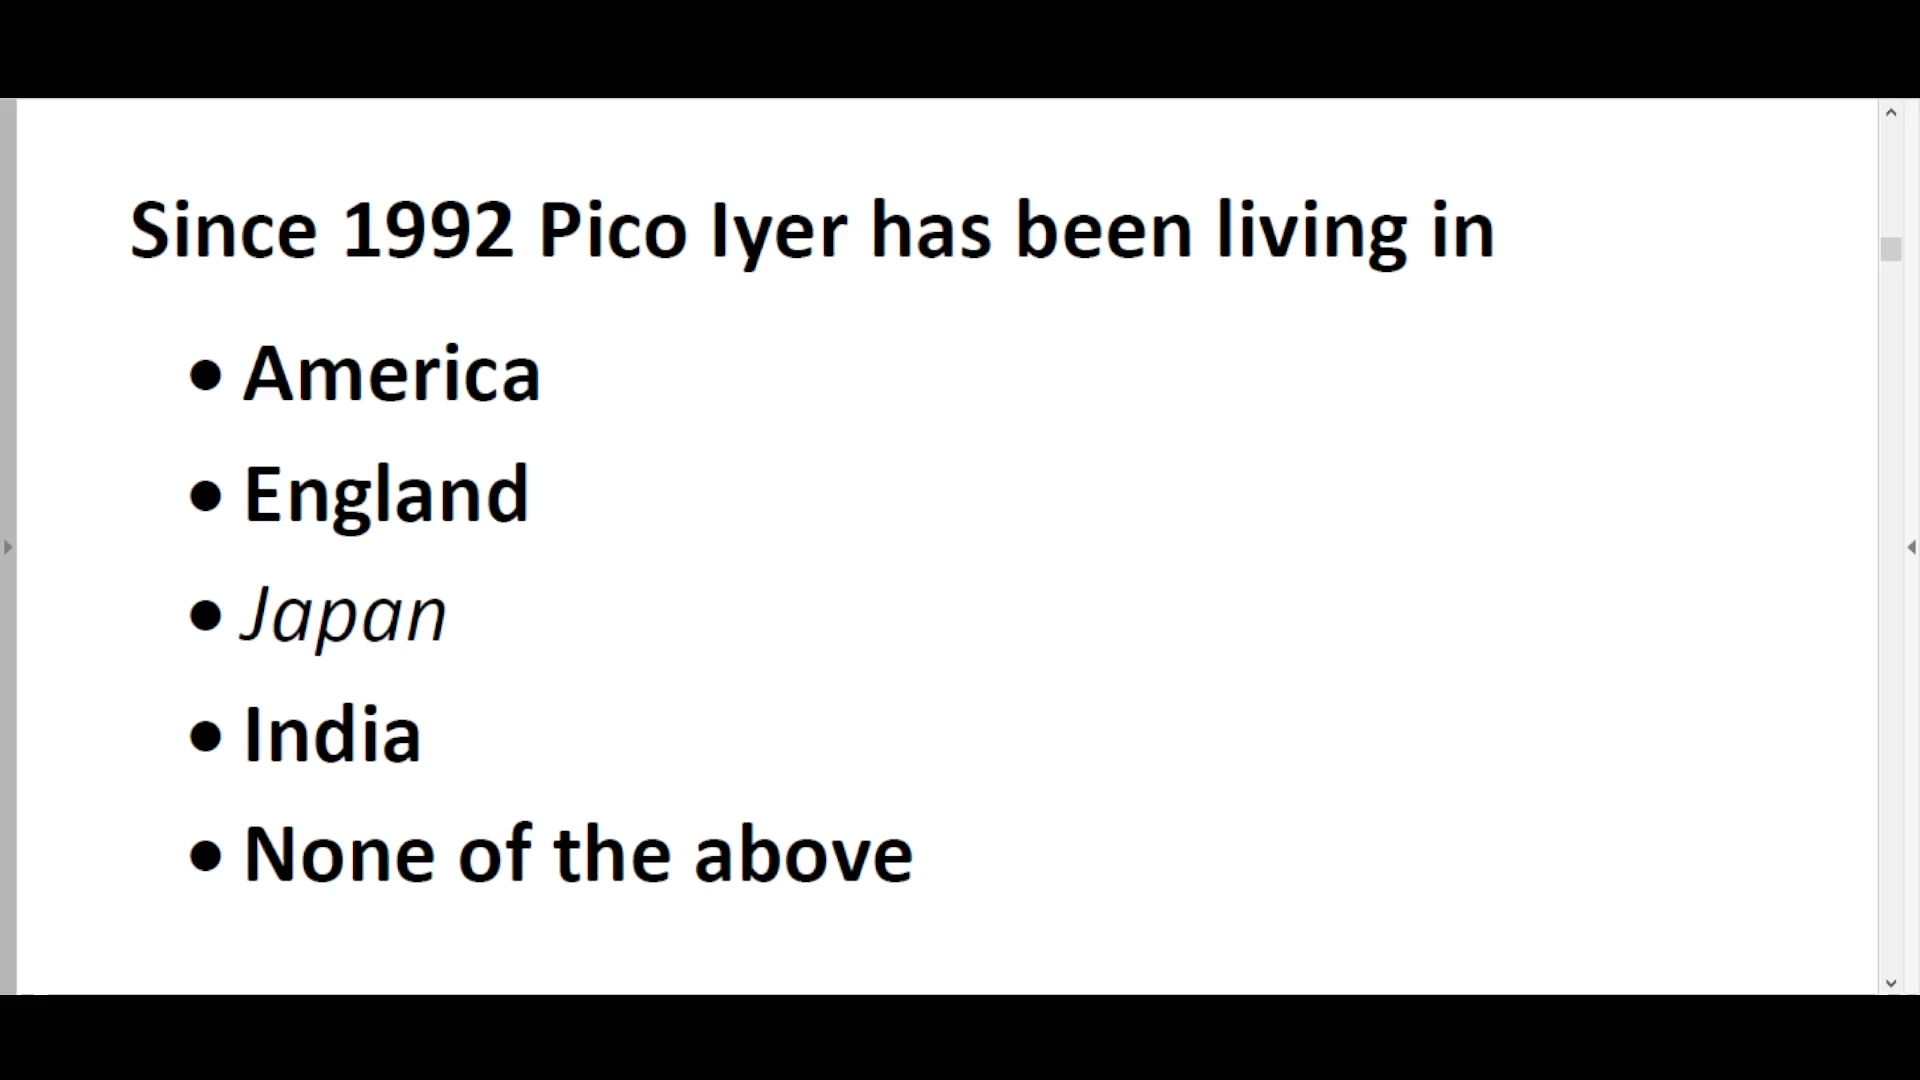 Since 1992 Pico Iyer has been living in
• America
• England
• Japan
• India
• None of the above